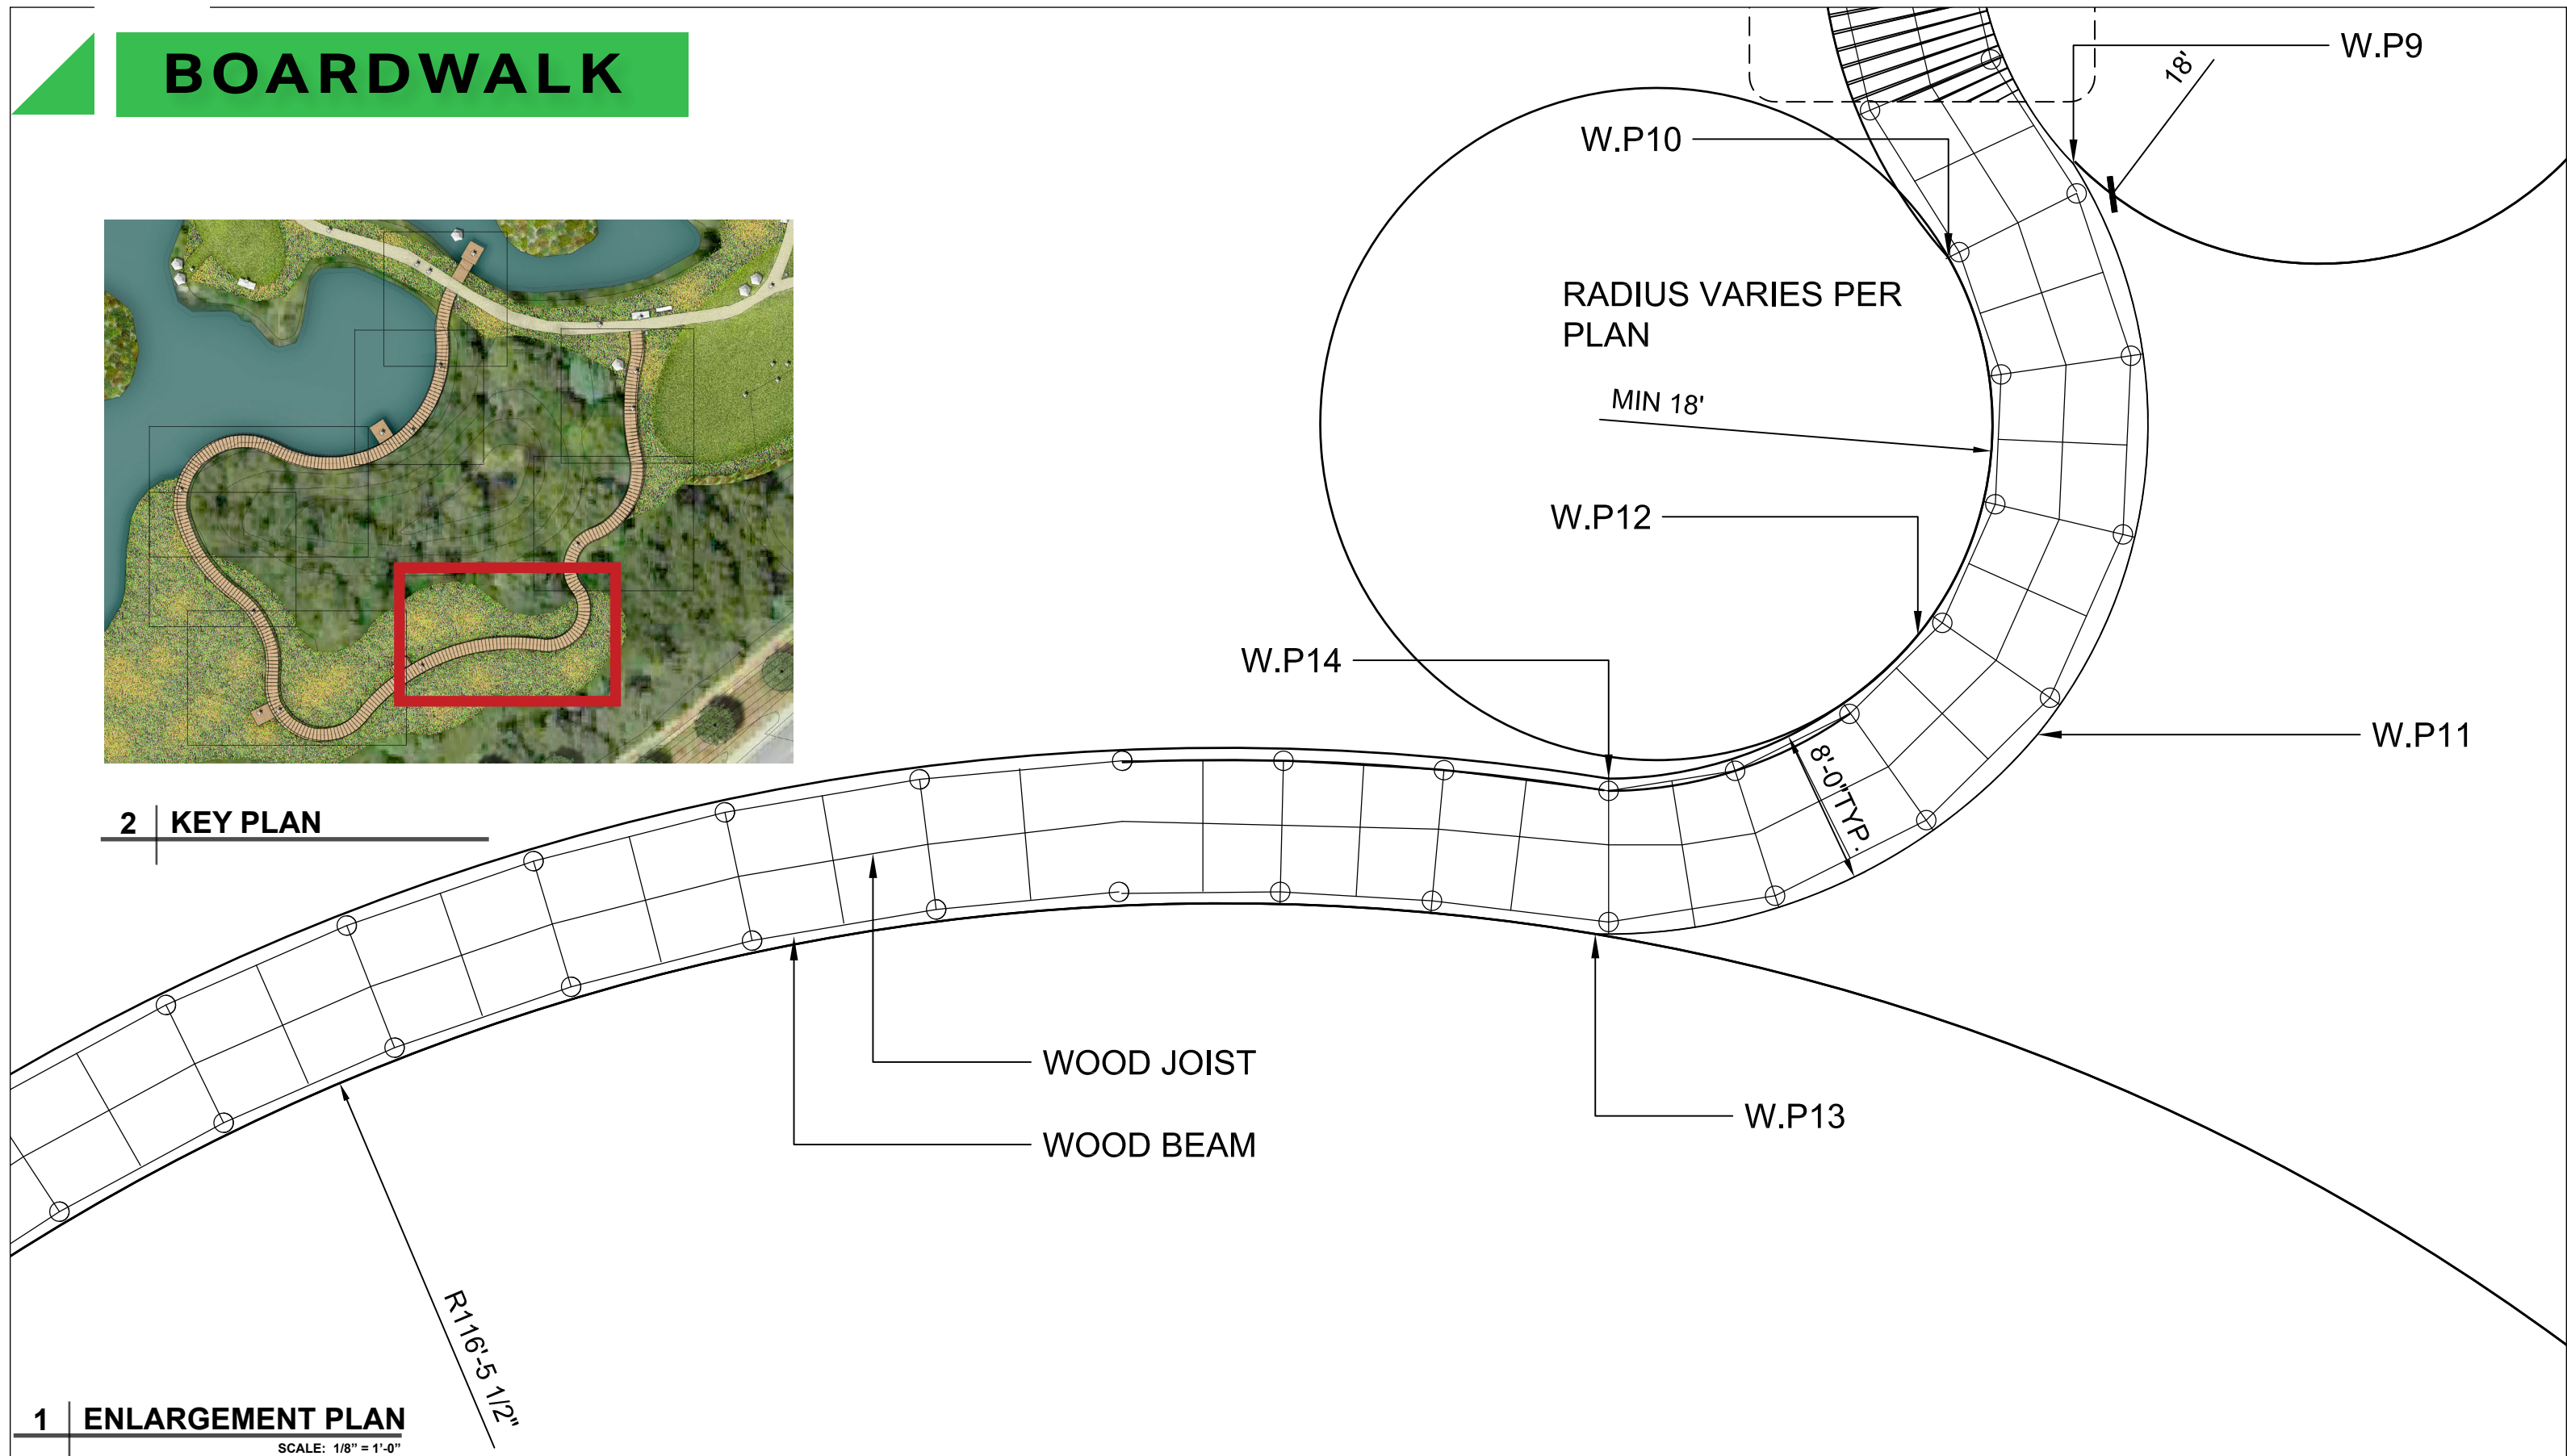 BOARDWALK
W.P9
18'
W.P10
RADIUS VARIES PER
PLAN
MIN 18'
W.P12
W.P14
W.P11
8'-0"TYP.
2 KEY PLAN
WOOD JOIST
WOOD BEAM
W.P13
R116'-5 1/2"
1 ENLARGEMENT PLAN
SCALE: 1/8" = 1'-0"